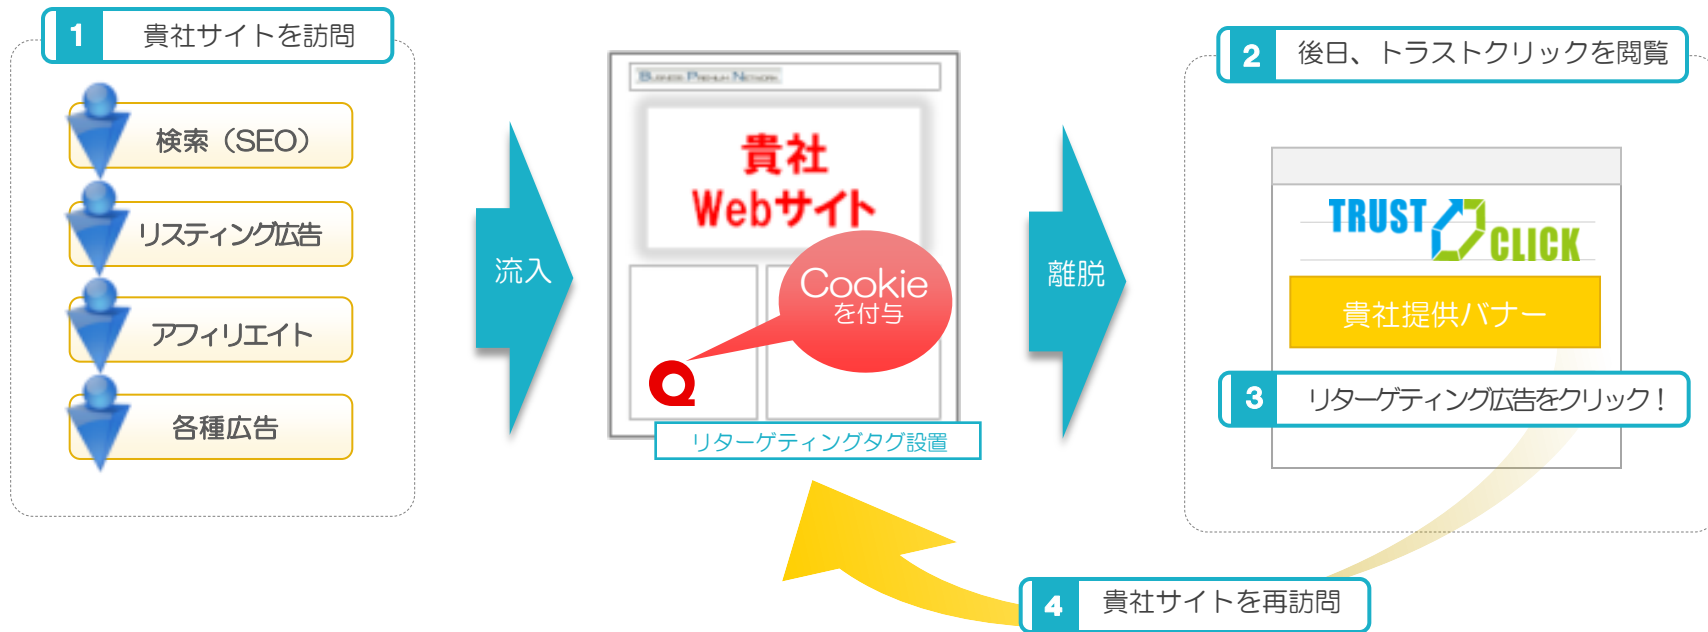 1 貴社サイトを訪問
検索（SEO）
リスティング広告
アフィリエイト
各種広告
流入
BUSINESS PREMIUM NETWORK
貴社
Webサイト
Cookie
を付与
リターゲティングタグ設置
離脱
2 後日、トラストクリックを閲覧
TRUST CLICK
貴社提供バナー
3 リターゲティング広告をクリック！
4 貴社サイトを再訪問